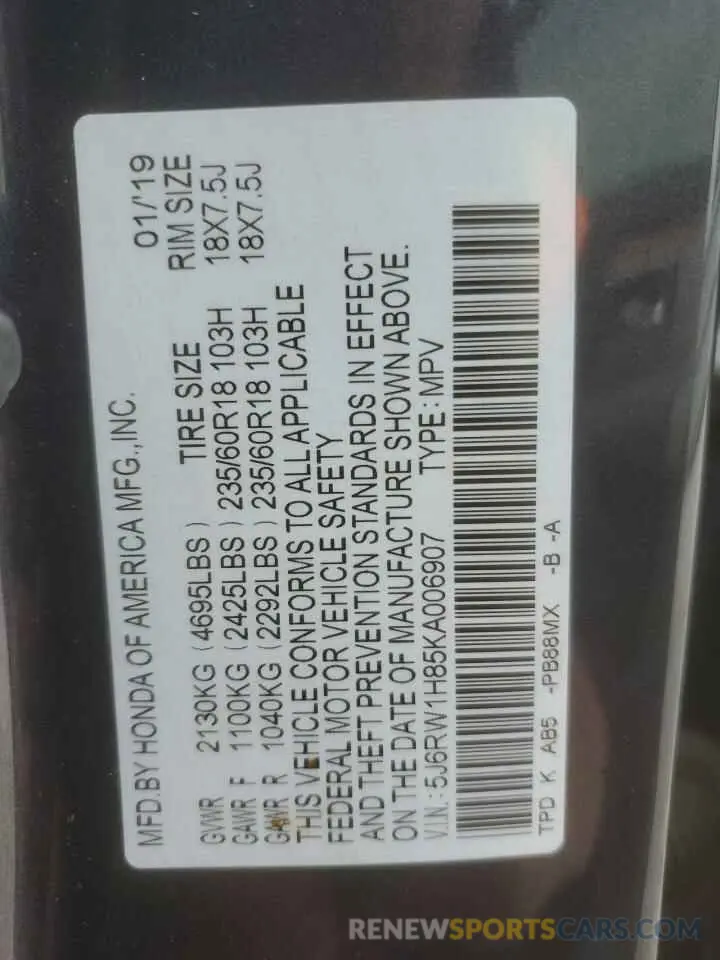 MFD.BY HONDA OF AMERICA MFG.,INC. 01/'19
TIRE SIZE RIM SIZE
GVWR 2130KG (4695LBS)
GAWR F 1100KG (2425LBS) 235/60R18 103H 18X7.5J
GAWR R 1040KG (2292LBS) 235/60R18 103H 18X7.5J
THIS VEHICLE CONFORMS TO ALL APPLICABLE
FEDERAL MOTOR VEHICLE SAFETY
AND THEFT PREVENTION STANDARDS IN EFFECT
ON THE DATE OF MANUFACTURE SHOWN ABOVE.
V.I.N.: 5J6RW1H85KA006907 TYPE : MPV
TPD K AB5 -PB88MX -B -A
RENEWSPORTSCARS.COM